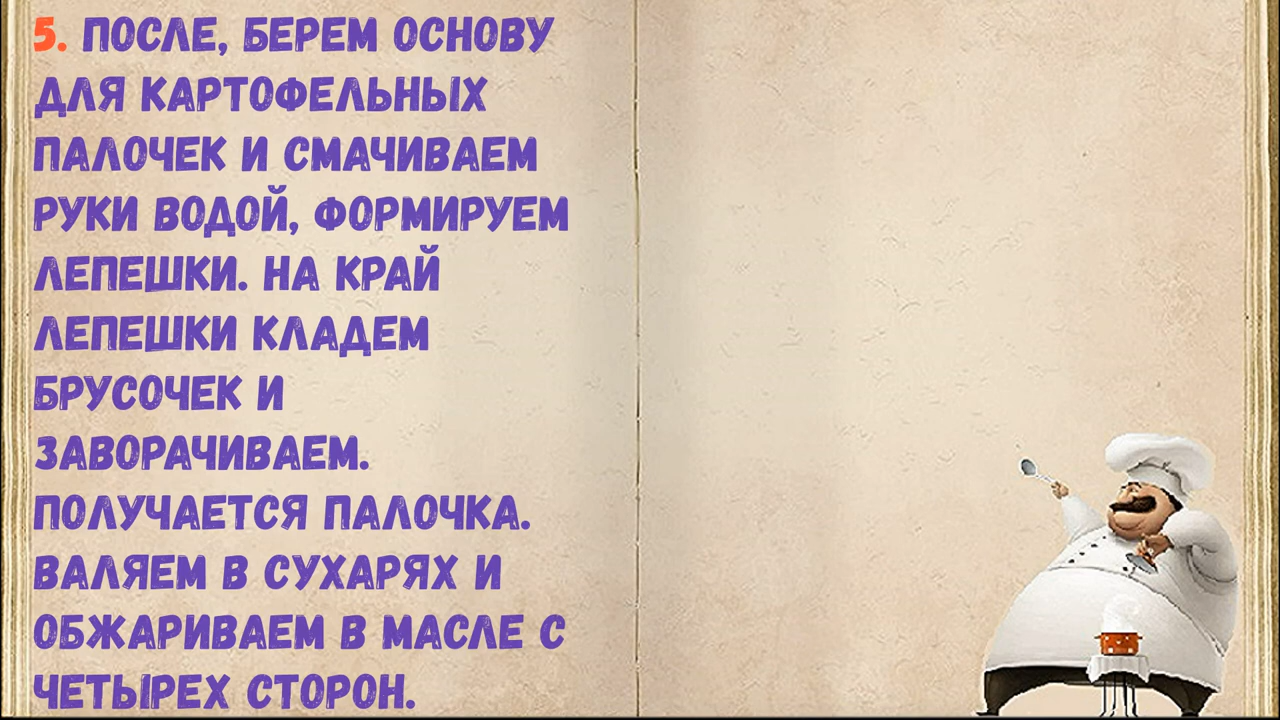 5. ПОСЛЕ, БЕРЕМ ОСНОВУ
ДЛЯ КАРТОФЕЛЬНЫХ
ПАЛОЧЕК И СМАЧИВАЕМ
РУКИ ВОДОЙ, ФОРМИРУЕМ
ЛЕПЕШКИ. НА КРАЙ
ЛЕПЕШКИ КЛАДЕМ
БРУСОЧЕК И
ЗАВОРАЧИВАЕМ.
ПОЛУЧАЕТСЯ ПАЛОЧКА.
ВАЛЯЕМ В СУХАРЯХ И
ОБЖАРИВАЕМ В МАСЛЕ С
ЧЕТЫРЕХ СТОРОН.